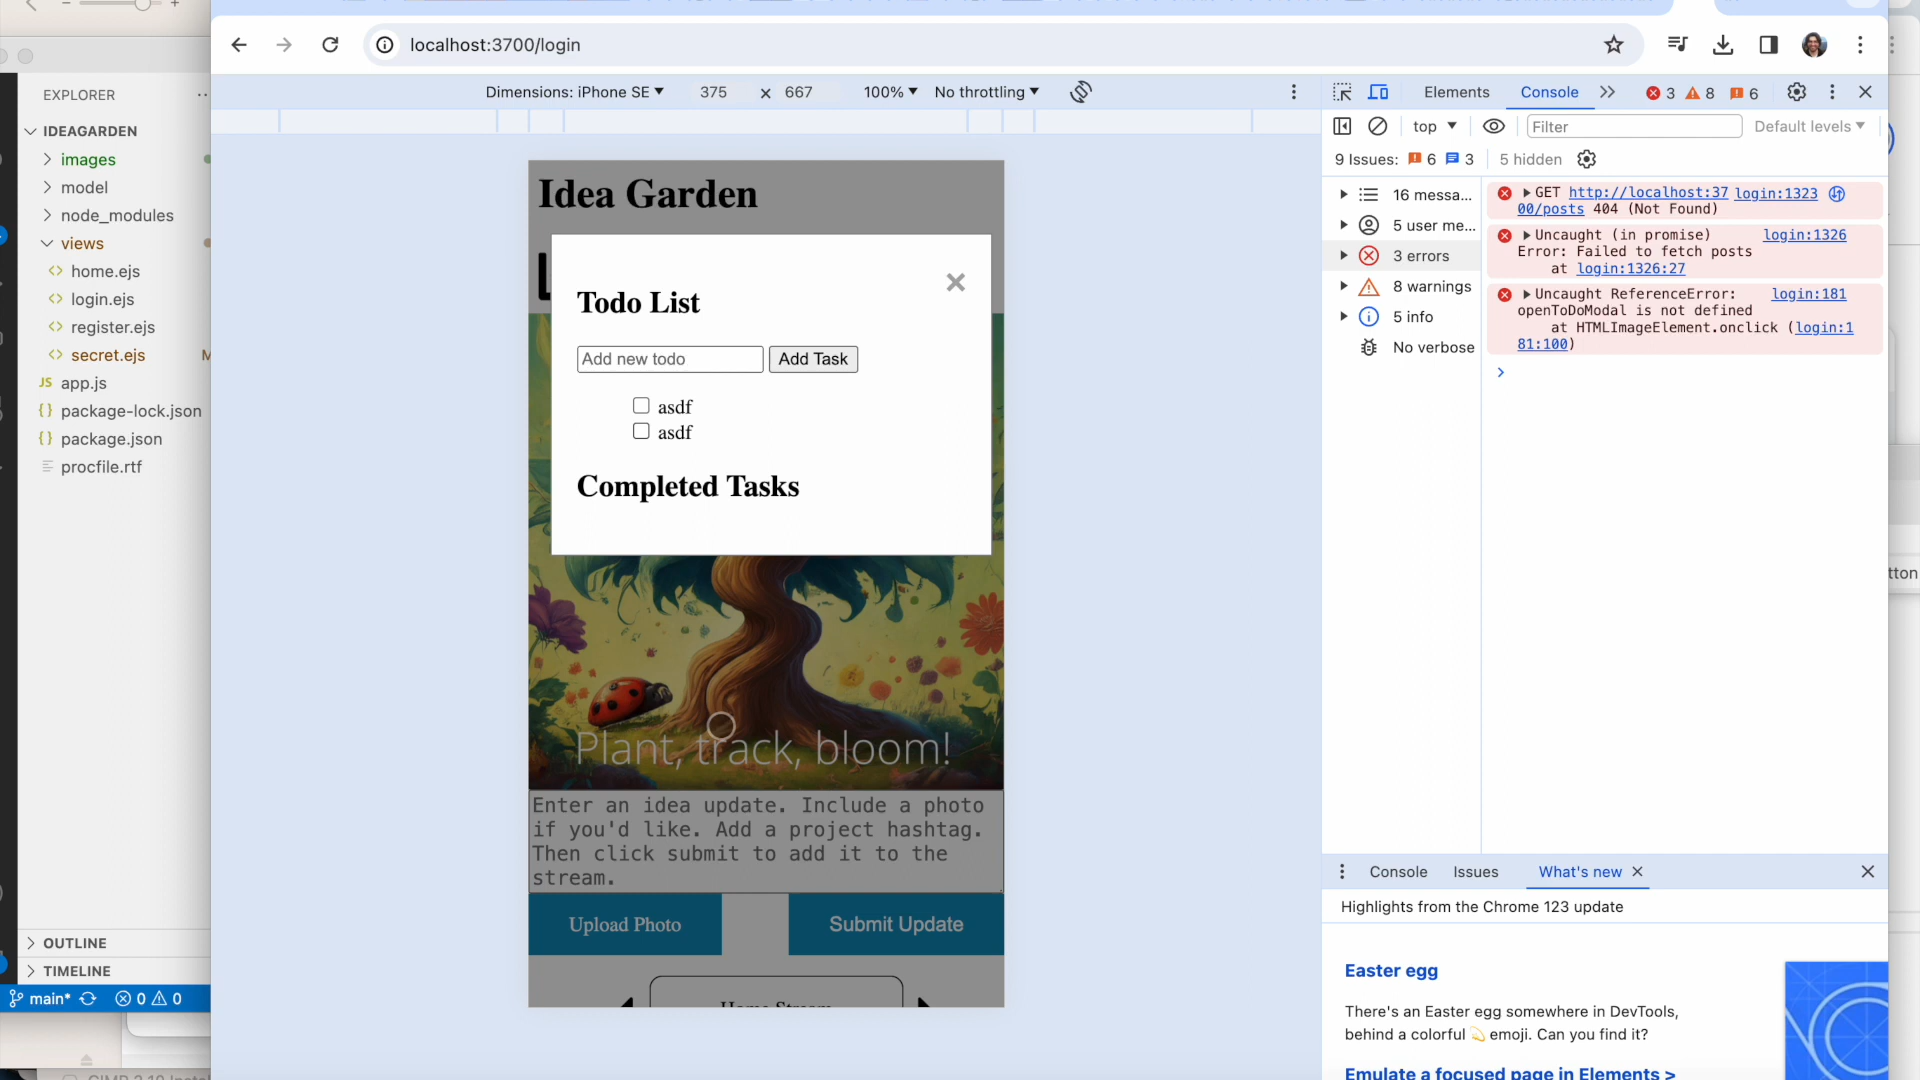 localhost:3700/login
EXPLORER
IDEAGARDEN
images
model
node_modules
views
home.ejs
login.ejs
register.ejs
secret.ejs
M
JS app.js
{} package-lock.json
{} package.json
procfile.rtf
OUTLINE
TIMELINE
main* 0 0
Dimensions: iPhone SE 375 x 667 100% No throttling
Idea Garden
Todo List
×
Add new todo Add Task
asdf
asdf
Completed Tasks
Plant, track, bloom!
Enter an idea update. Include a photo
if you'd like. Add a project hashtag.
Then click submit to add it to the
stream.
Upload Photo Submit Update
Elements Console 3 8 6
top Filter Default levels
9 Issues: 6 3 5 hidden
16 messa...
5 user me...
3 errors
8 warnings
5 info
No verbose
GET http://localhost:37 login:1323
00/posts 404 (Not Found)
Uncaught (in promise) login:1326
Error: Failed to fetch posts
at login:1326:27
Uncaught ReferenceError: login:181
openToDoModal is not defined
at HTMLImageElement.onclick (login:1
81:100)
Console Issues What's new
Highlights from the Chrome 123 update
Easter egg
There's an Easter egg somewhere in DevTools,
behind a colorful 💫 emoji. Can you find it?
Emulate a focused page in Elements >
tton